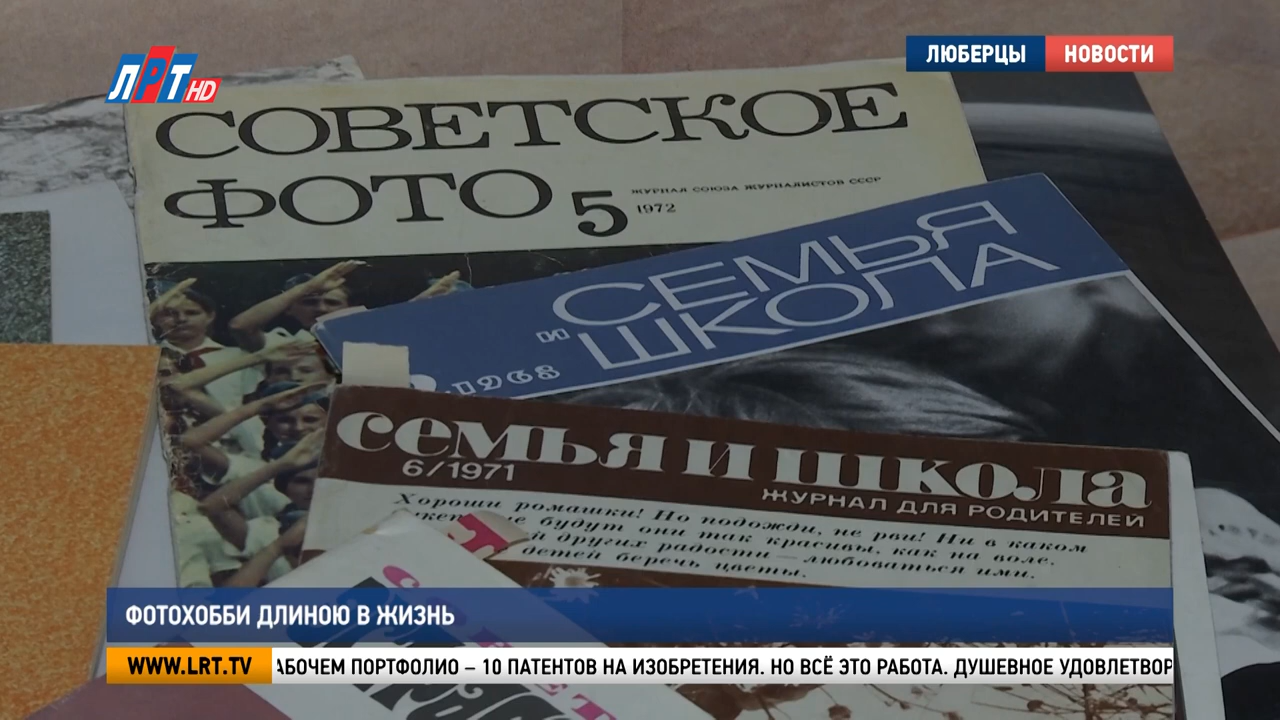 ЛРТ HD
ЛЮБЕРЦЫ НОВОСТИ
СОВЕТСКОЕ
ФОТО 5
ЖУРНАЛ СОЮЗА ЖУРНАЛИСТОВ СССР
1972
СЕМЬЯ
И ШКОЛА
1968
семья и школа
6/1971
ЖУРНАЛ ДЛЯ РОДИТЕЛЕЙ
Хороши ромашки! Но подожди, не рви! Ни в каком
будут они так красивы, как на воле.
других радости — любоваться ими.
детей беречь цветы.
ФОТОХОББИ ДЛИНОЮ В ЖИЗНЬ
WWW.LRT.TV
АБОЧЕМ ПОРТФОЛИО – 10 ПАТЕНТОВ НА ИЗОБРЕТЕНИЯ. НО ВСЁ ЭТО РАБОТА. ДУШЕВНОЕ УДОВЛЕТВОР